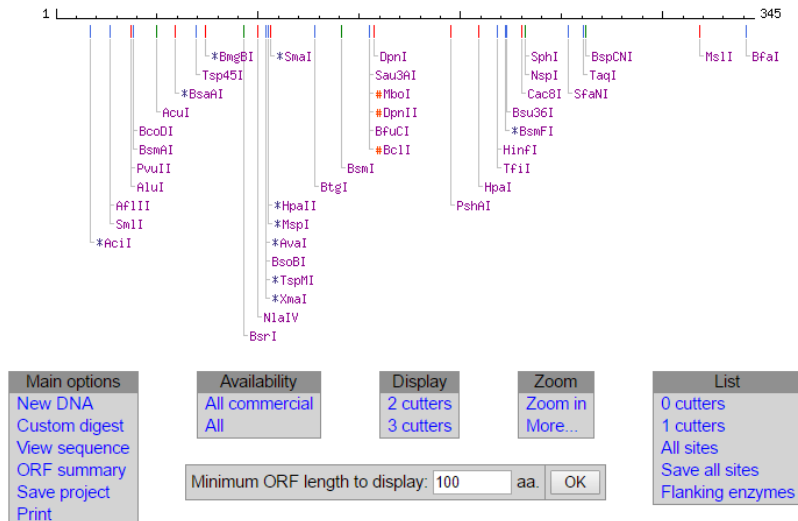 1 345
*BmgBI *SmaI DpnI SphI BspCNI MslI BfaI
Tsp45I Sau3AI NspI TaqI
*BsaAI #MboI Cac8I SfaNI
AcuI #DpnII Bsu36I
BcoDI BfuCI *BsmFI
BsmAI #BclI HinfI
PvuII BsmI TfiI
AluI BtgI HpaI
AflII *HpaII PshAI
SmlI *MspI
*AciI *AvaI
BsoBI
*TspMI
*XmaI
NlaIV
BsrI
Main options
New DNA
Custom digest
View sequence
ORF summary
Save project
Print
Availability
All commercial
All
Display
2 cutters
3 cutters
Zoom
Zoom in
More...
List
0 cutters
1 cutters
All sites
Save all sites
Flanking enzymes
Minimum ORF length to display: 100 aa. OK